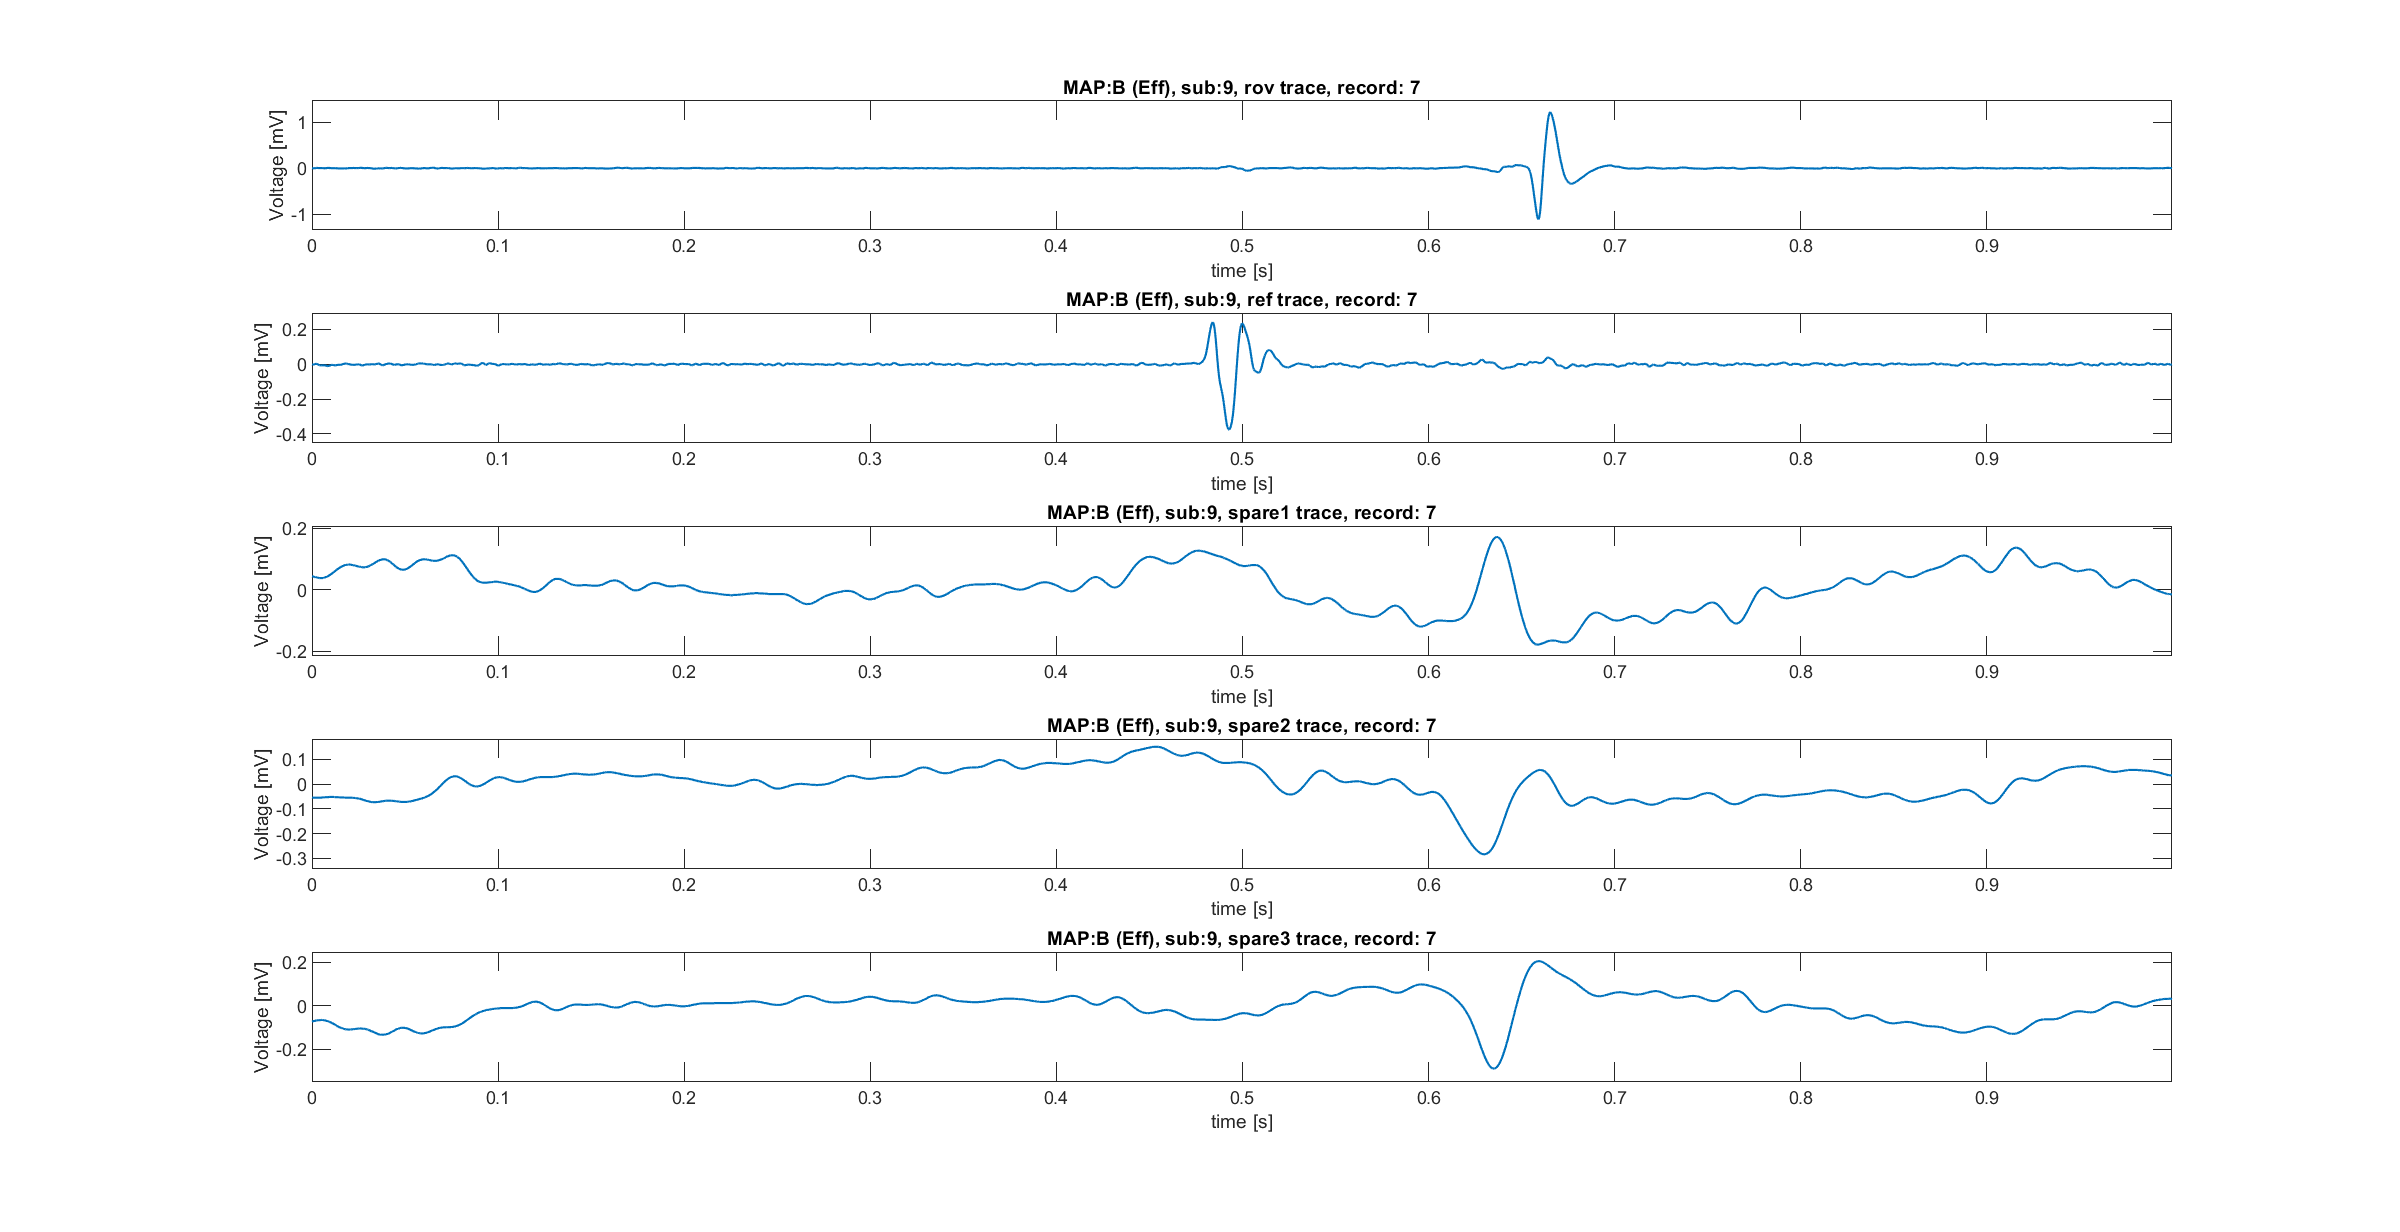 MAP:B (Eff), sub:9, rov trace, record: 7
Voltage [mV]
1
0
-1
0 0.1 0.2 0.3 0.4 0.5 0.6 0.7 0.8 0.9
time [s]
MAP:B (Eff), sub:9, ref trace, record: 7
Voltage [mV]
0.2
0
-0.2
-0.4
0 0.1 0.2 0.3 0.4 0.5 0.6 0.7 0.8 0.9
time [s]
MAP:B (Eff), sub:9, spare1 trace, record: 7
Voltage [mV]
0.2
0
-0.2
0 0.1 0.2 0.3 0.4 0.5 0.6 0.7 0.8 0.9
time [s]
MAP:B (Eff), sub:9, spare2 trace, record: 7
Voltage [mV]
0.1
0
-0.1
-0.2
-0.3
0 0.1 0.2 0.3 0.4 0.5 0.6 0.7 0.8 0.9
time [s]
MAP:B (Eff), sub:9, spare3 trace, record: 7
Voltage [mV]
0.2
0
-0.2
0 0.1 0.2 0.3 0.4 0.5 0.6 0.7 0.8 0.9
time [s]